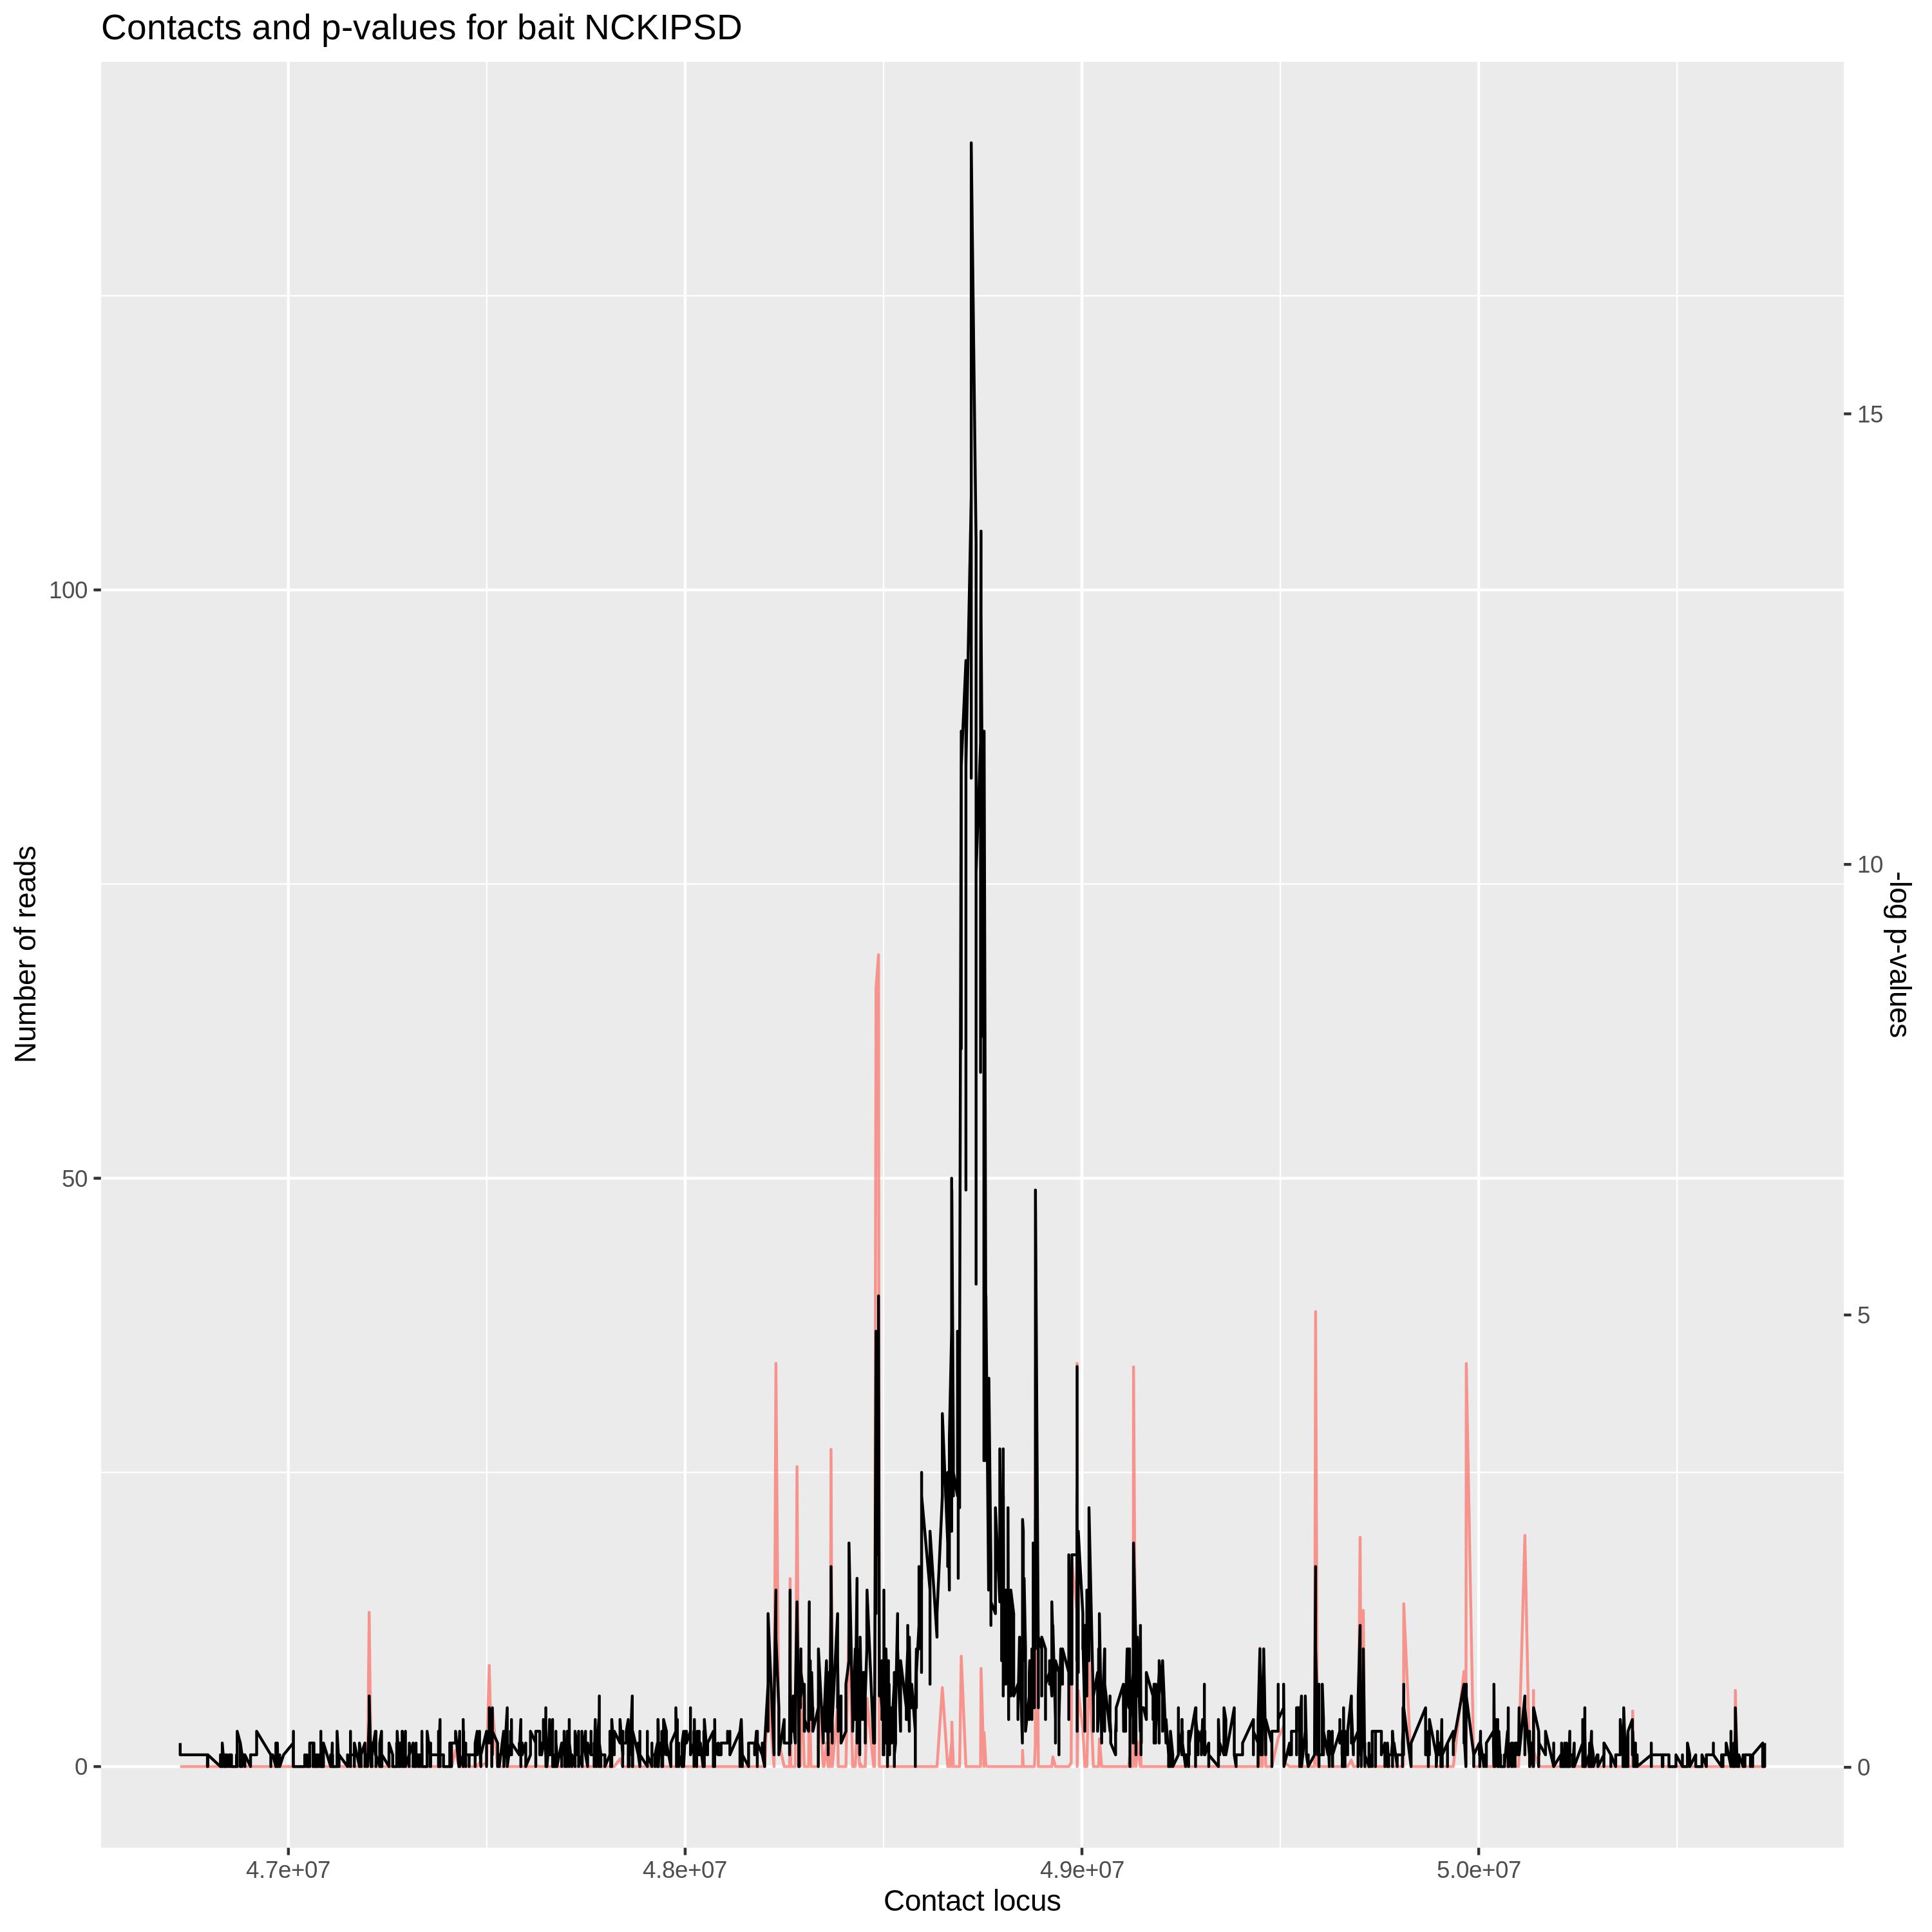 Contacts and p-values for bait NCKIPSD
Number of reads
100
50
0
15
10
5
0
-log p-values
4.7e+07
4.8e+07
4.9e+07
5.0e+07
Contact locus